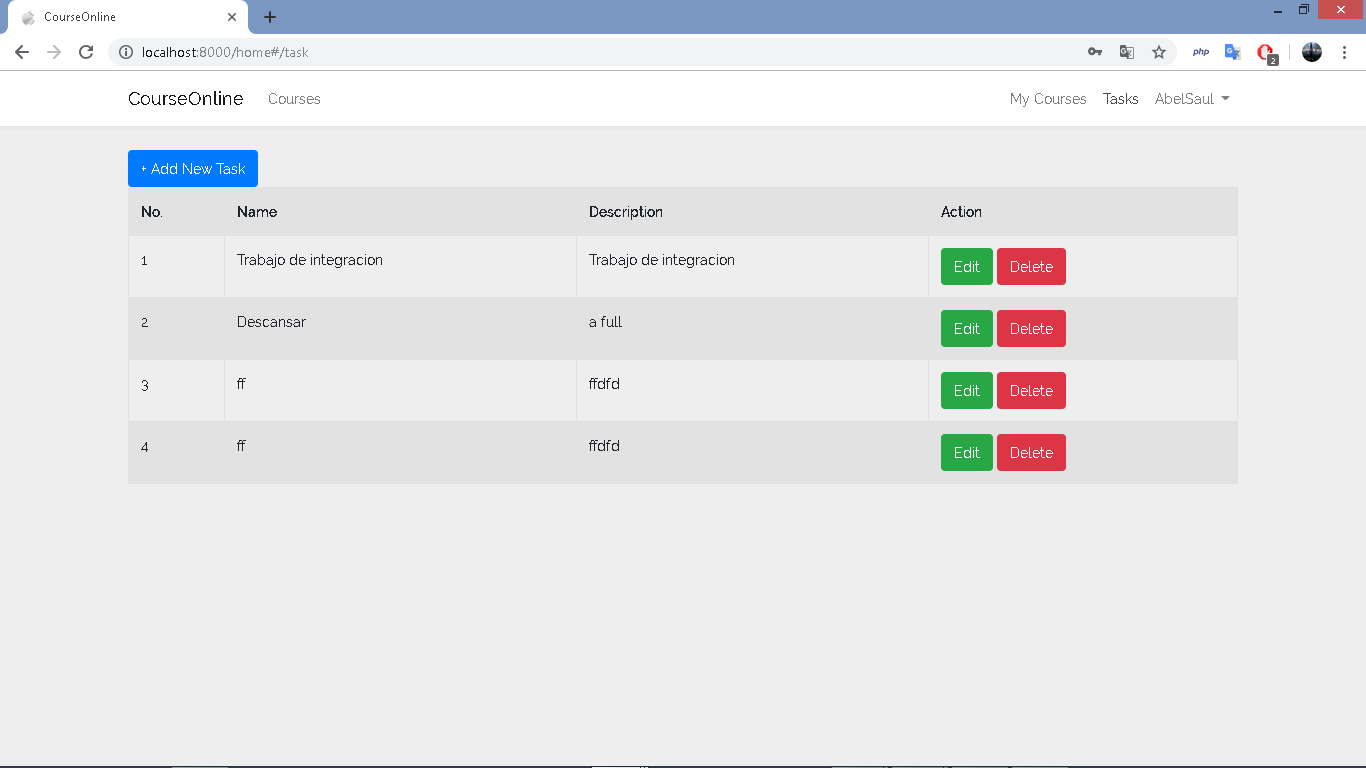 CourseOnline
localhost:8000/home#/task
php
2
CourseOnline Courses My Courses Tasks AbelSaul
+ Add New Task
No. Name Description Action
1 Trabajo de integracion Trabajo de integracion Edit Delete
2 Descansar a full Edit Delete
3 ff ffdfd Edit Delete
4 ff ffdfd Edit Delete